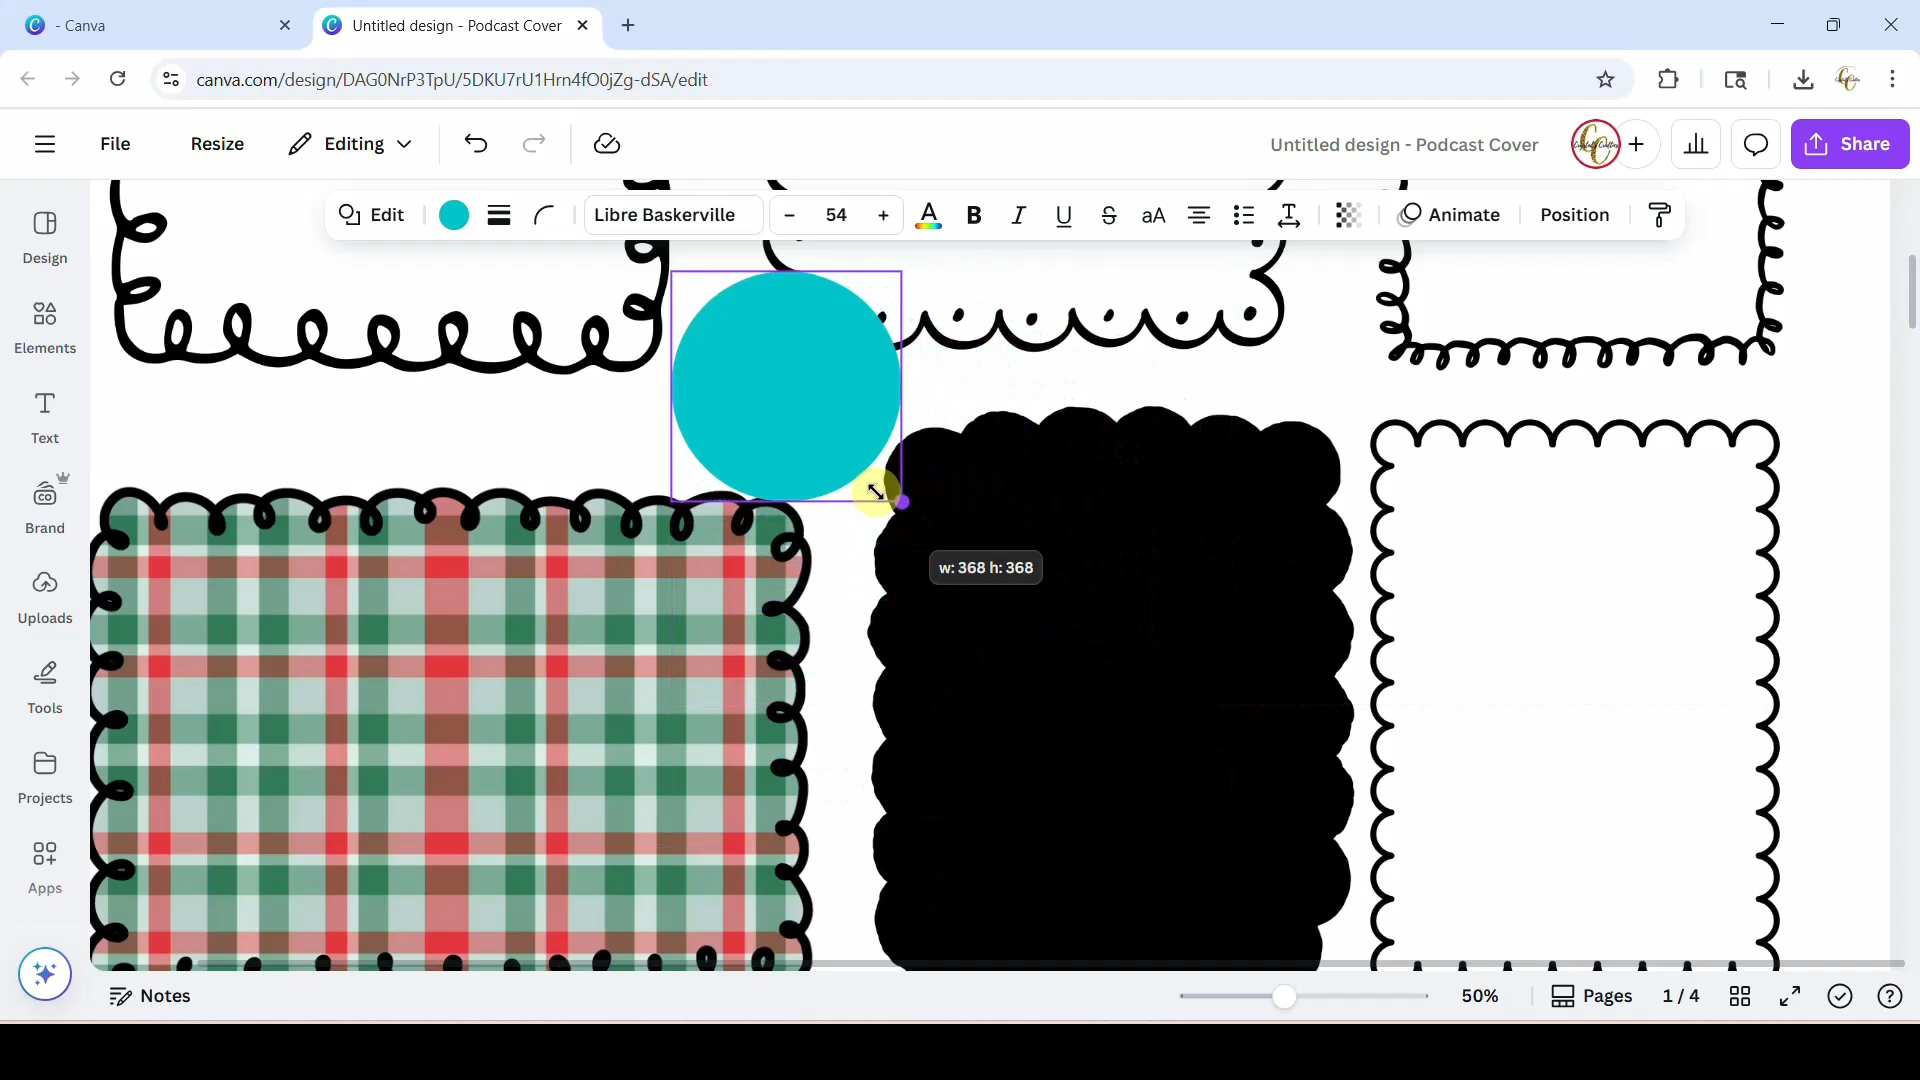 - Canva
Untitled design - Podcast Cover
canva.com/design/DAG0NrP3TpU/5DKU7rU1Hrn4fO0jZg-dSA/edit
File Resize Editing Untitled design - Podcast Cover Share
Edit Libre Baskerville - 54 + A B I U S aA Animate Position
Design
Elements
Text
Brand
Uploads
Tools
Projects
Apps
w: 368 h: 368
Notes 50% Pages 1 / 4